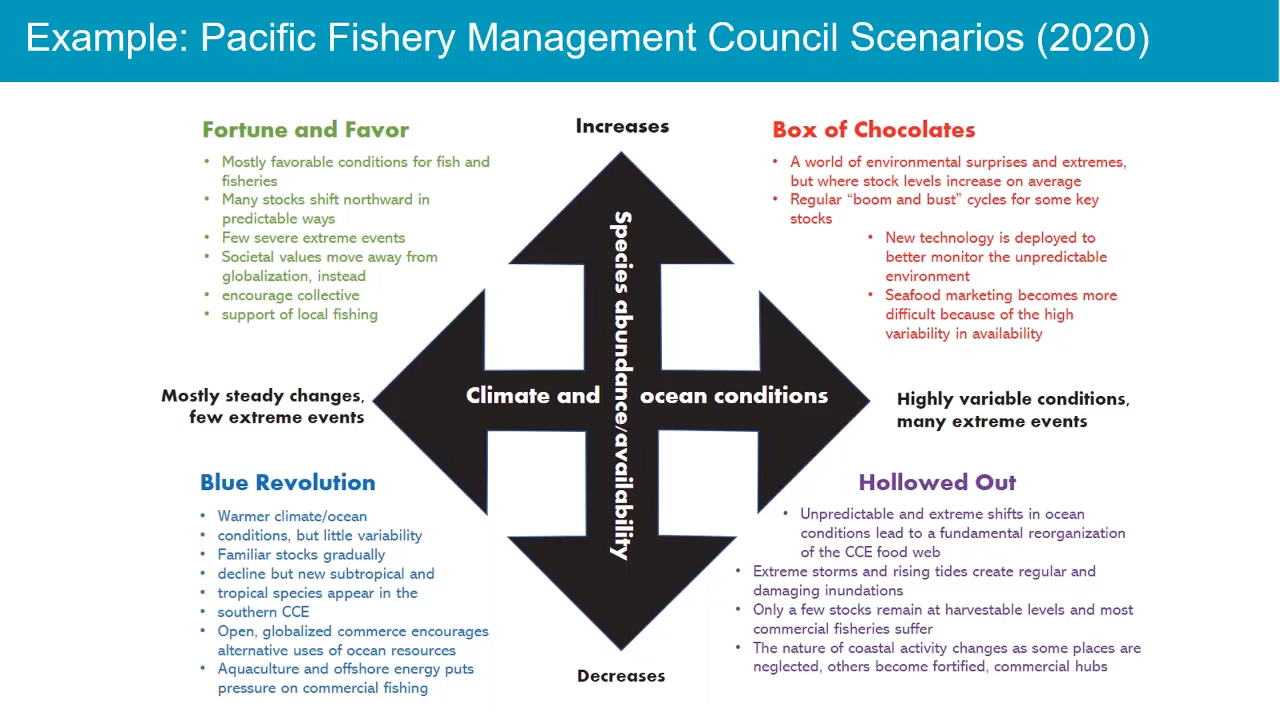 Example: Pacific Fishery Management Council Scenarios (2020)
Increases
Fortune and Favor
• Mostly favorable conditions for fish and
fisheries
• Many stocks shift northward in
predictable ways
• Few severe extreme events
• Societal values move away from
globalization, instead
• encourage collective
• support of local fishing
Box of Chocolates
• A world of environmental surprises and extremes,
but where stock levels increase on average
• Regular “boom and bust” cycles for some key
stocks
• New technology is deployed to
better monitor the unpredictable
environment
• Seafood marketing becomes more
difficult because of the high
variability in availability
Species abundance/availability
Mostly steady changes,
few extreme events
Climate and ocean conditions
Highly variable conditions,
many extreme events
Blue Revolution
• Warmer climate/ocean
• conditions, but little variability
• Familiar stocks gradually
• decline but new subtropical and
• tropical species appear in the
• southern CCE
• Open, globalized commerce encourages
alternative uses of ocean resources
• Aquaculture and offshore energy puts
pressure on commercial fishing
Hollowed Out
• Unpredictable and extreme shifts in ocean
conditions lead to a fundamental reorganization
of the CCE food web
• Extreme storms and rising tides create regular and
damaging inundations
• Only a few stocks remain at harvestable levels and most
commercial fisheries suffer
• The nature of coastal activity changes as some places are
neglected, others become fortified, commercial hubs
Decreases